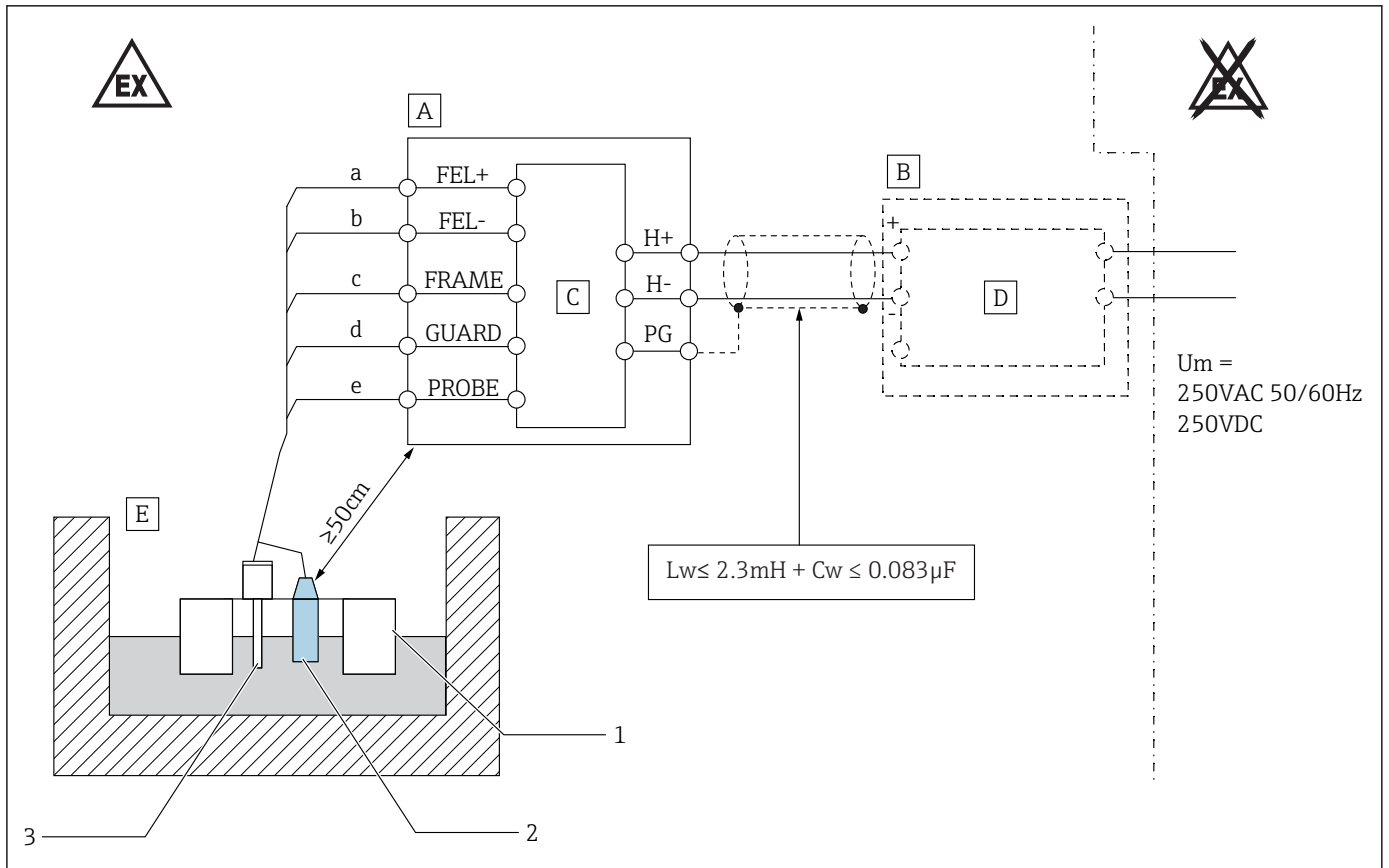 EX
EX
A
a
FEL+
b
FEL-
c
FRAME
d
GUARD
e
PROBE
C
H+
H-
PG
B
+
-
D
Um =
250VAC 50/60Hz
250VDC
E
≥50cm
Lw≤ 2.3mH + Cw ≤ 0.083µF
1
2
3